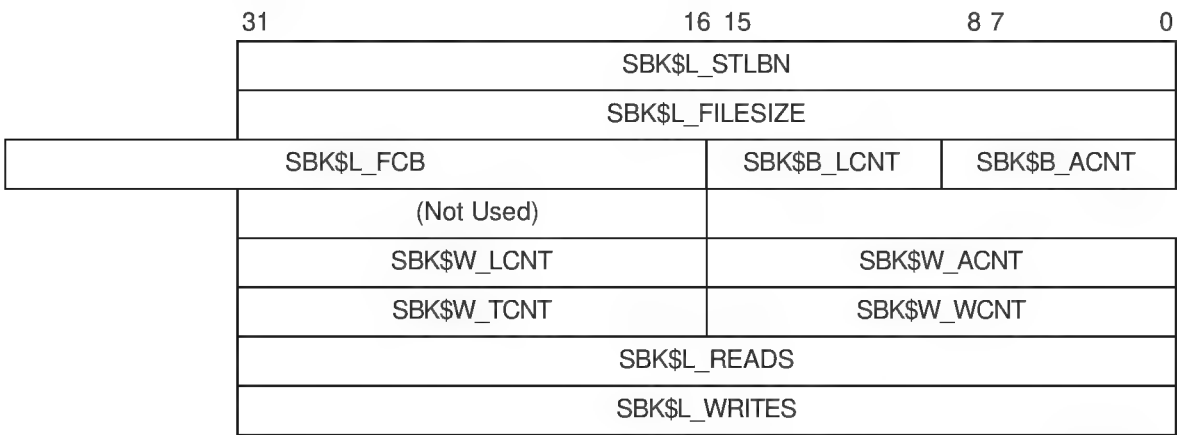 31 16 15 8 7 0
SBK$L_STLBN
SBK$L_FILESIZE
SBK$L_FCB SBK$B_LCNT SBK$B_ACNT
(Not Used)
SBK$W_LCNT SBK$W_ACNT
SBK$W_TCNT SBK$W_WCNT
SBK$L_READS
SBK$L_WRITES